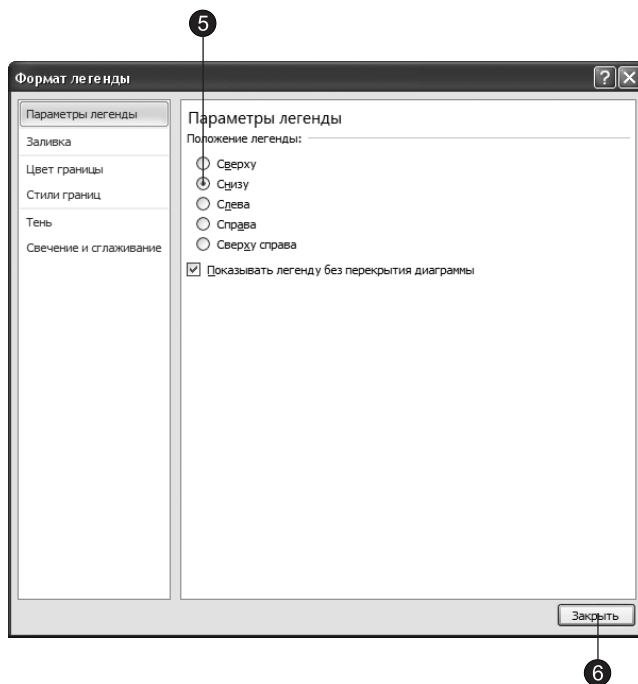 5
Формат легенды
Параметры легенды
Заливка
Цвет границы
Стили границ
Тень
Свечение и сглаживание
Параметры легенды
Положение легенды:
Сверху
Снизу
Слева
Справа
Сверху справа
Показывать легенду без перекрытия диаграммы
Закрыть
6